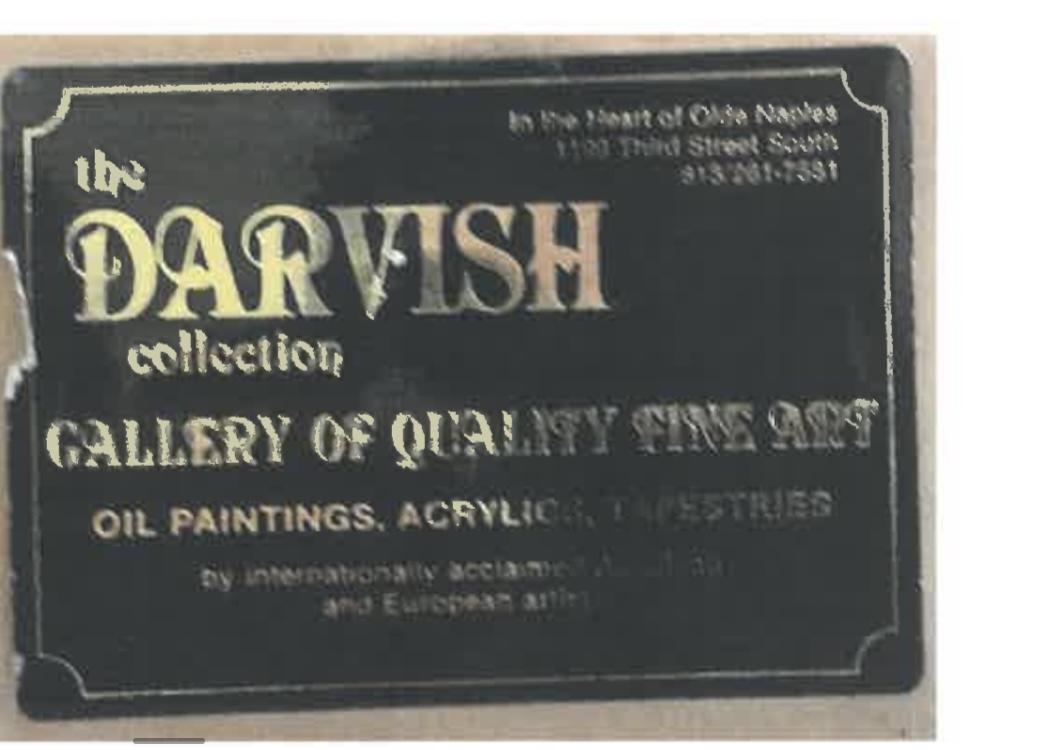 In the Heart of Olde Naples
Third Street South
the
DARVISH
collection
GALLERY OF QUALITY FINE ART
OIL PAINTINGS, ACRYLICS, TAPESTRIES
by internationally acclaimed
and European artists